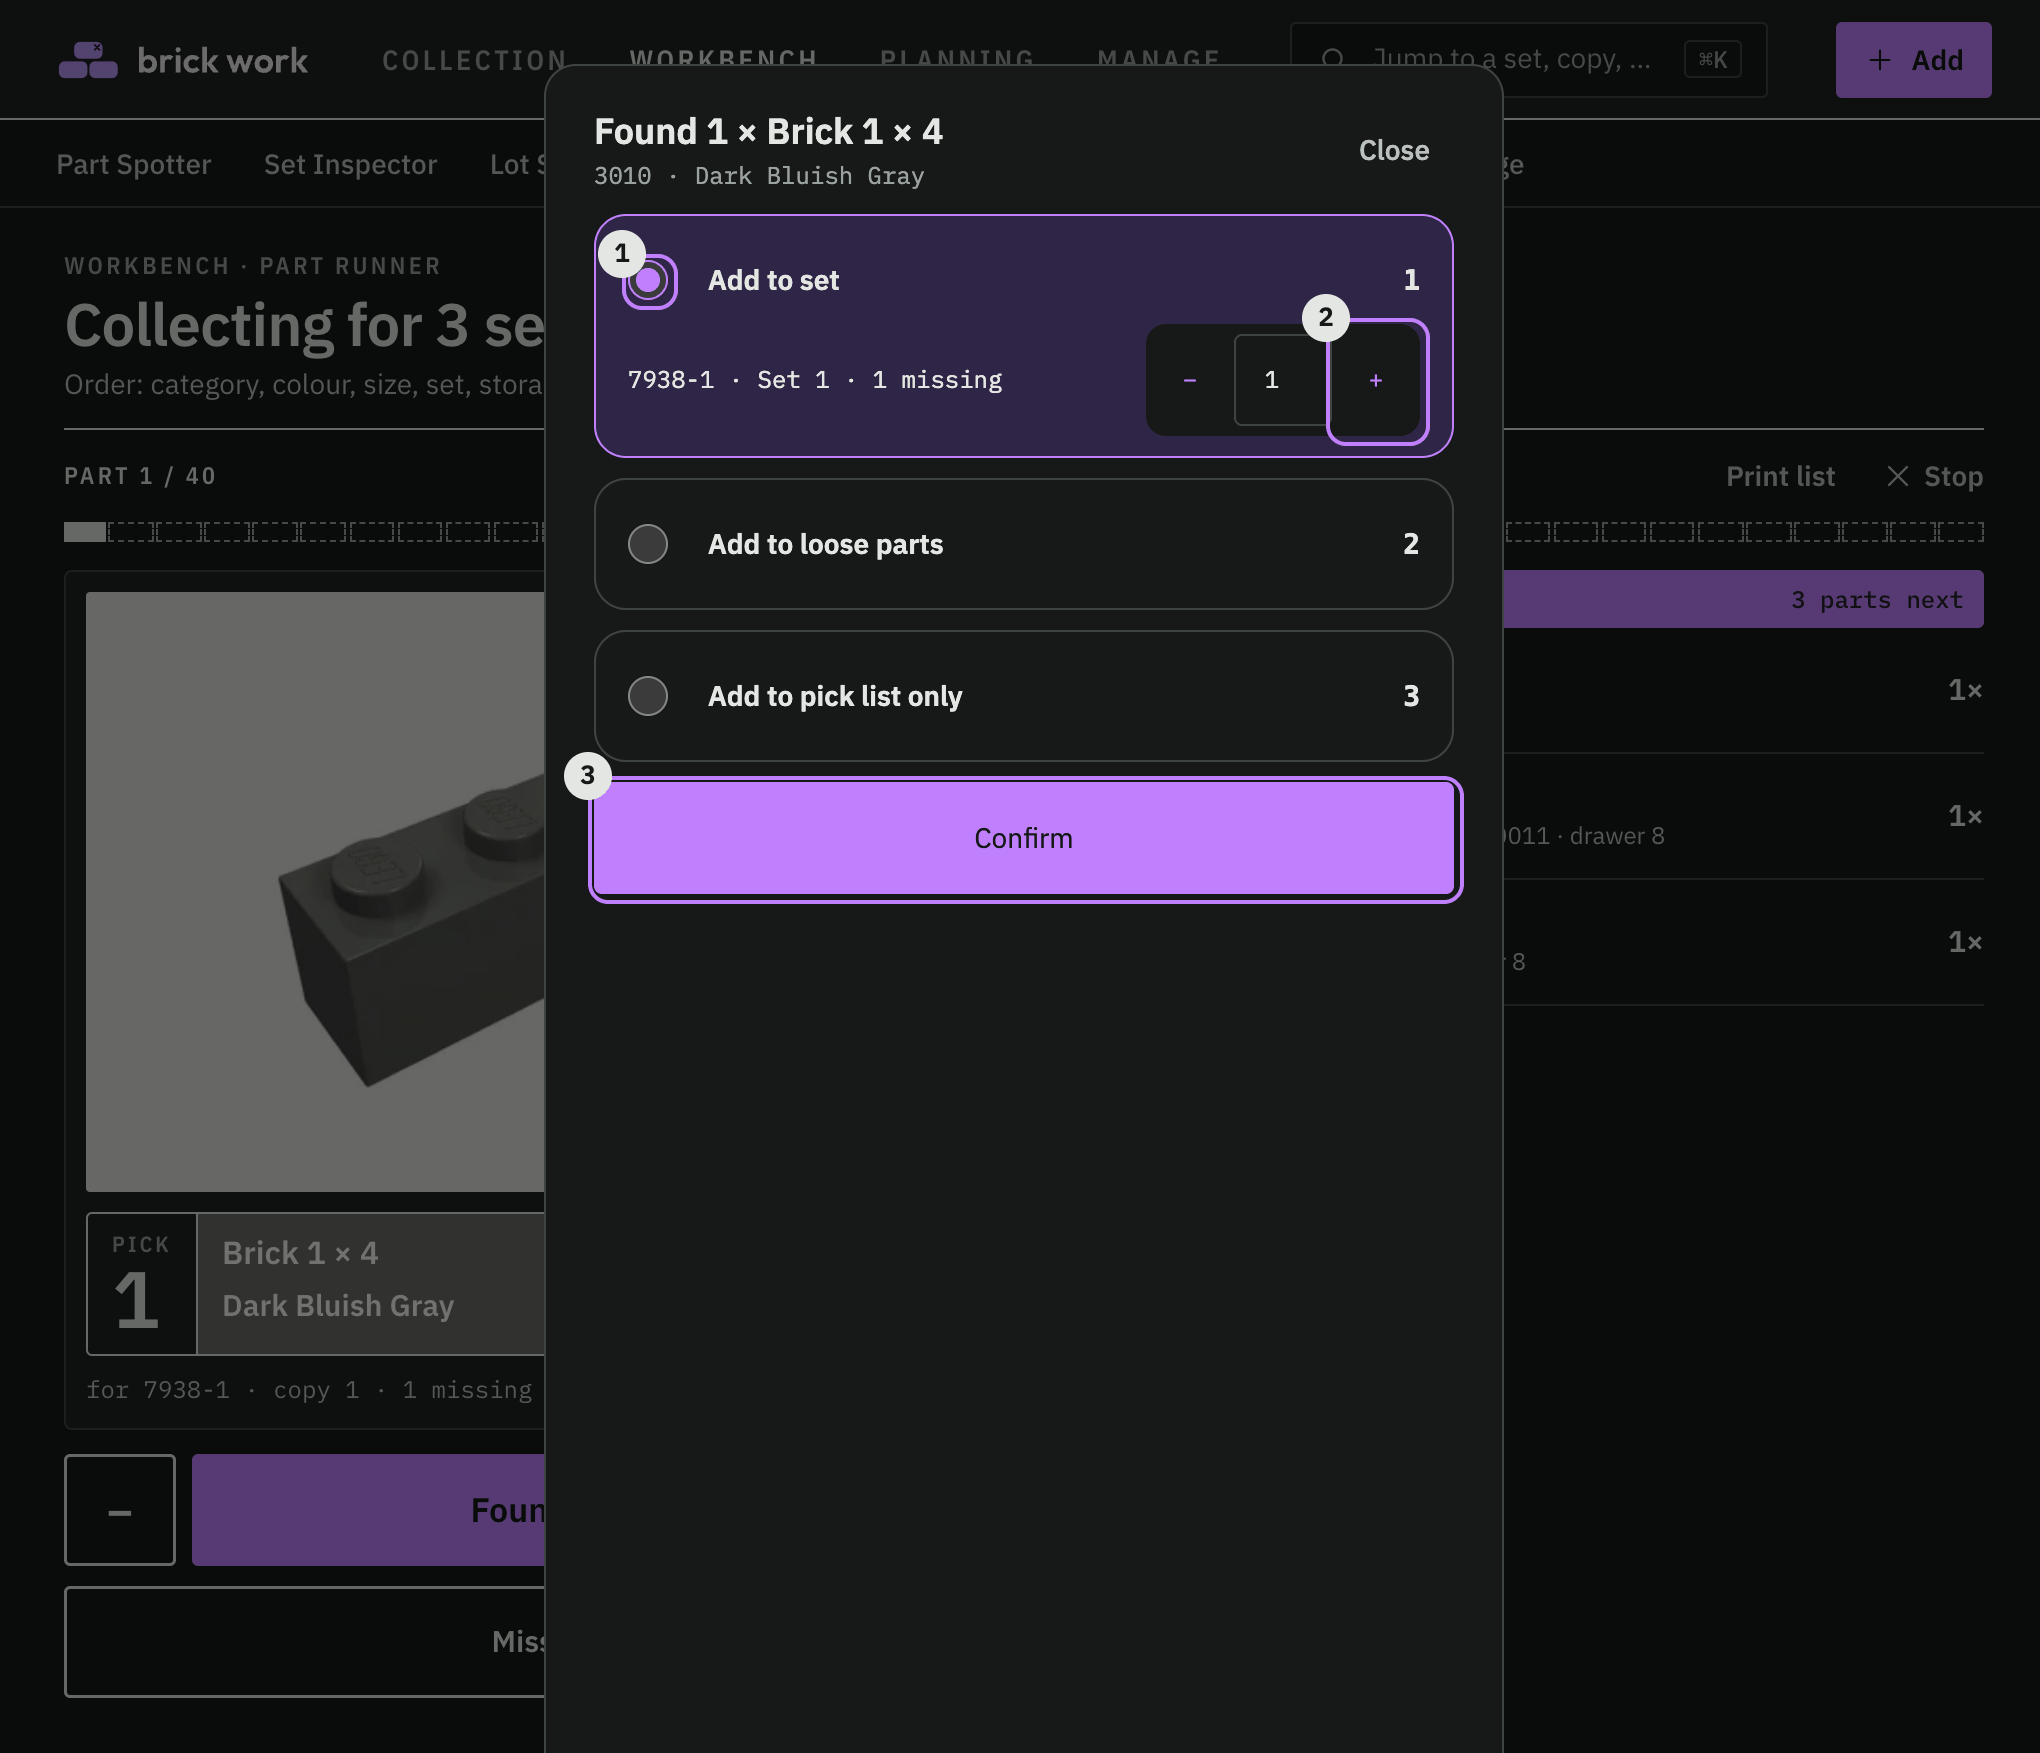 brick work
COLLECTION WORKBENCH PLANNING MANAGE
Jump to a set, copy, ... ⌘K
+ Add
Part Spotter Set Inspector Lot S
ge
WORKBENCH · PART RUNNER
Collecting for 3 se
Order: category, colour, size, set, stora
PART 1 / 40
Print list
× Stop
3 parts next
1×
1×
0011 · drawer 8
1×
r 8
PICK
1
Brick 1 × 4
Dark Bluish Gray
for 7938-1 · copy 1 · 1 missing
−
Foun
Miss
Found 1 × Brick 1 × 4
3010 · Dark Bluish Gray
Close
1
Add to set 1
2
7938-1 · Set 1 · 1 missing
− 1 +
Add to loose parts 2
Add to pick list only 3
3
Confirm